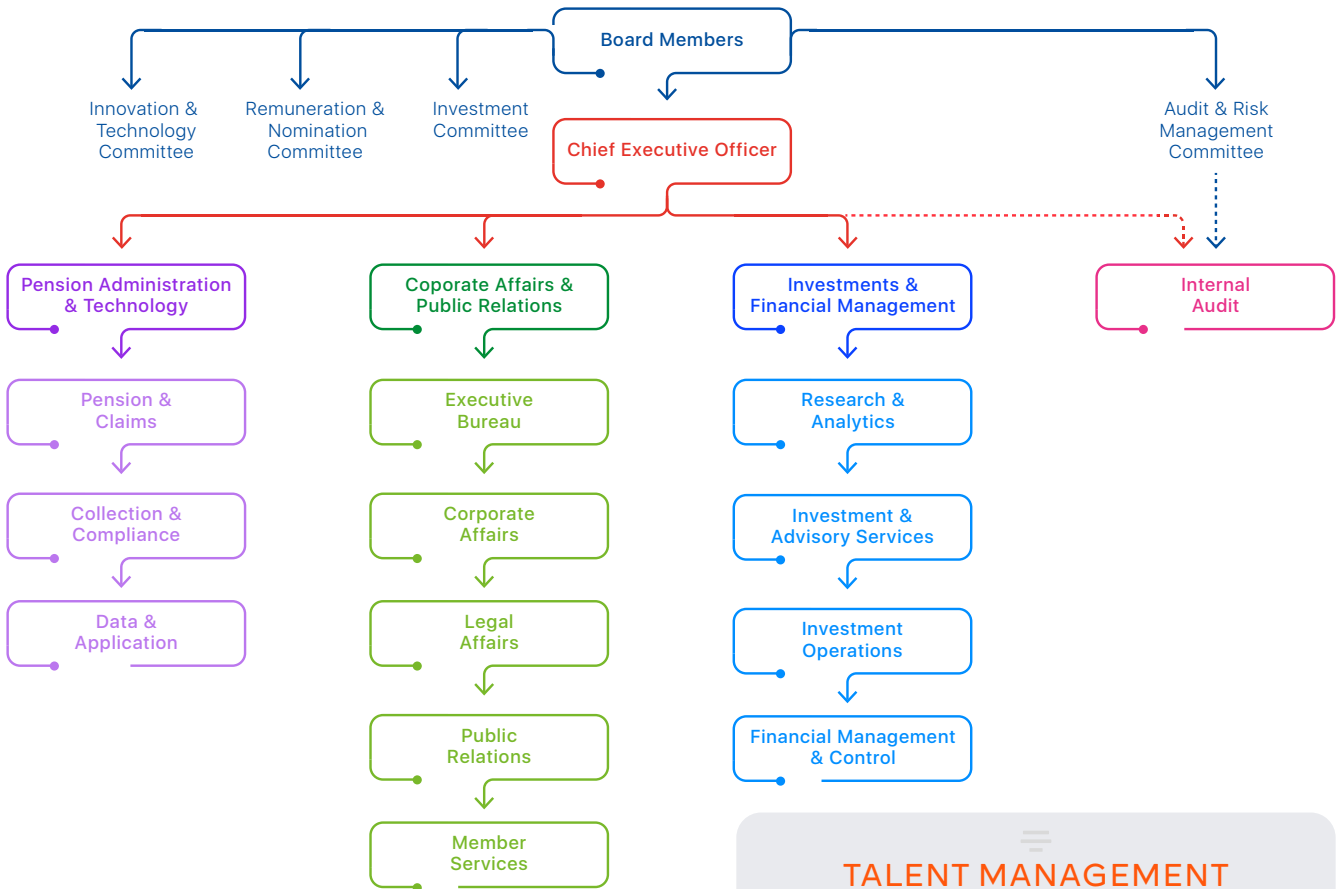 Board Members
Innovation &
Technology
Committee
Remuneration &
Nomination
Committee
Investment
Committee
Audit & Risk
Management
Committee
Chief Executive Officer
Pension Administration
& Technology
Coporate Affairs &
Public Relations
Investments &
Financial Management
Internal
Audit
Pension &
Claims
Executive
Bureau
Research &
Analytics
Collection &
Compliance
Corporate
Affairs
Investment &
Advisory Services
Data &
Application
Legal
Affairs
Investment
Operations
Public
Relations
Financial Management
& Control
Member
Services
TALENT MANAGEMENT